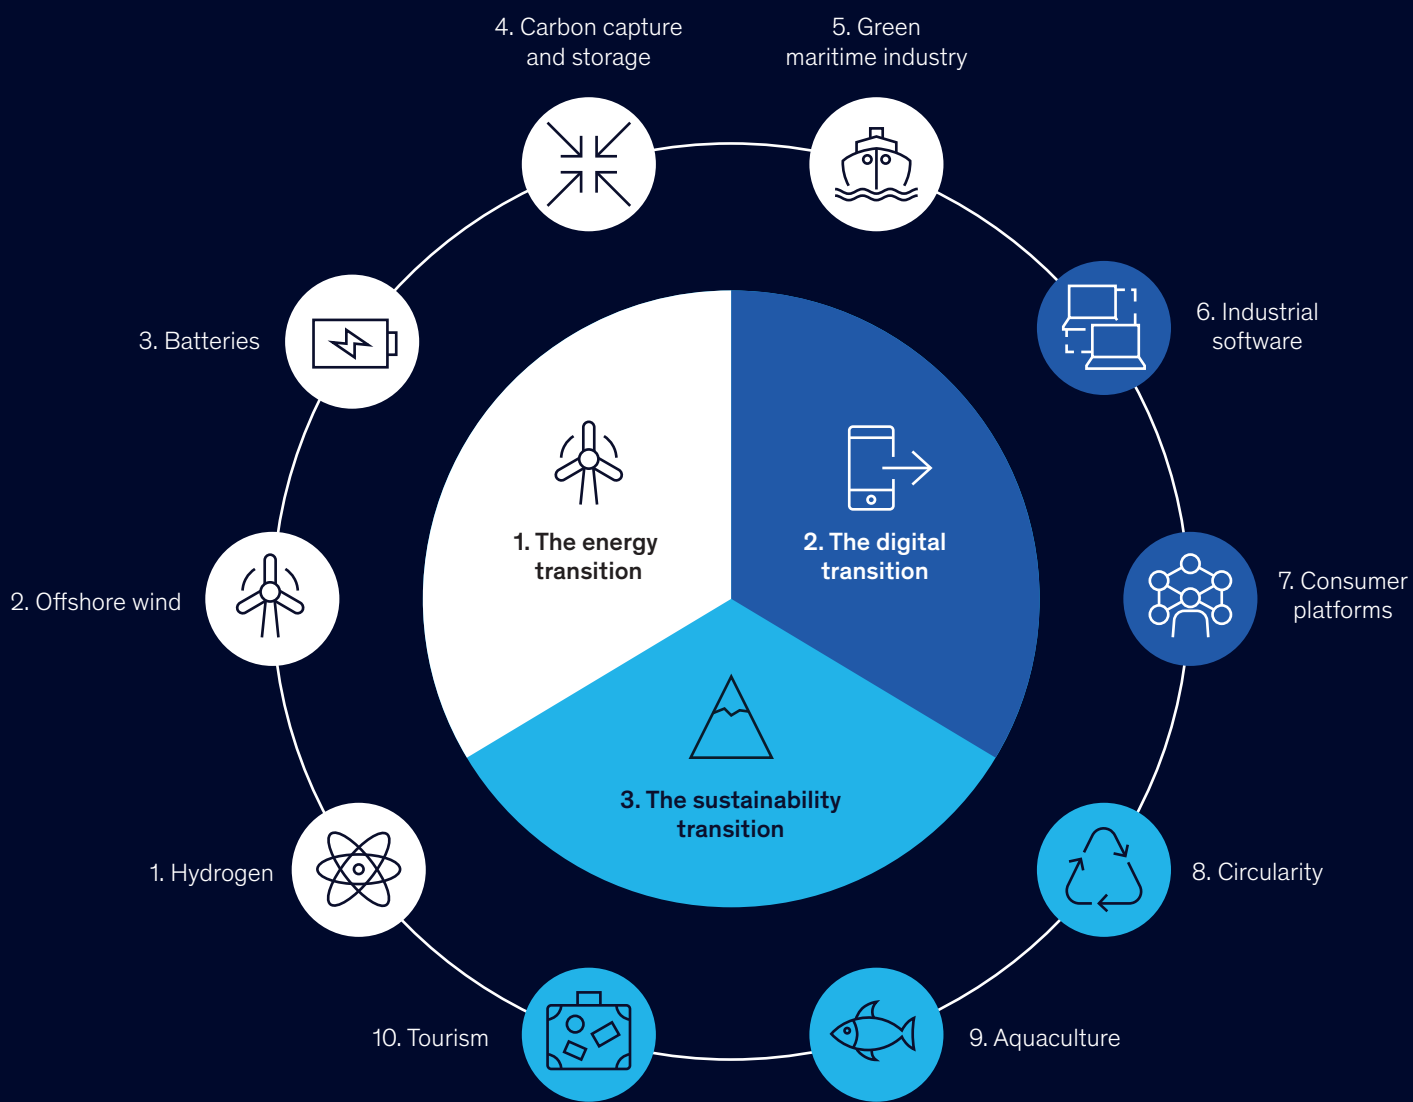 4. Carbon capture
and storage
5. Green
maritime industry
3. Batteries
6. Industrial
software
1. The energy
transition
2. The digital
transition
2. Offshore wind
7. Consumer
platforms
3. The sustainability
transition
1. Hydrogen
8. Circularity
10. Tourism
9. Aquaculture